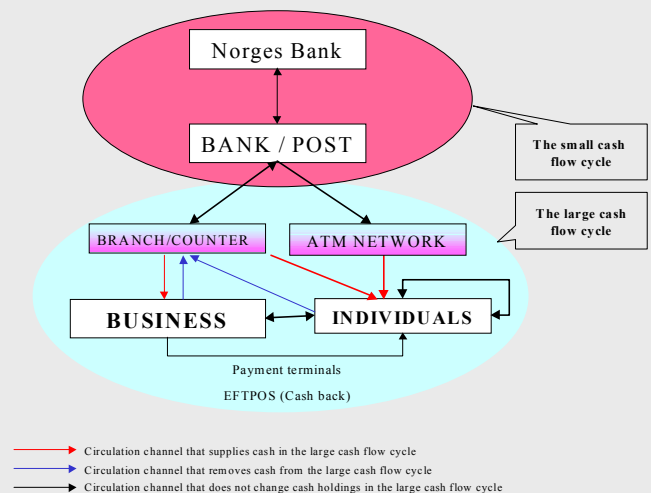 Norges Bank
BANK / POST
The small cash
flow cycle
The large cash
flow cycle
BRANCH/COUNTER
ATM NETWORK
BUSINESS
INDIVIDUALS
Payment terminals
EFTPOS (Cash back)
Circulation channel that supplies cash in the large cash flow cycle
Circulation channel that removes cash from the large cash flow cycle
Circulation channel that does not change cash holdings in the large cash flow cycle